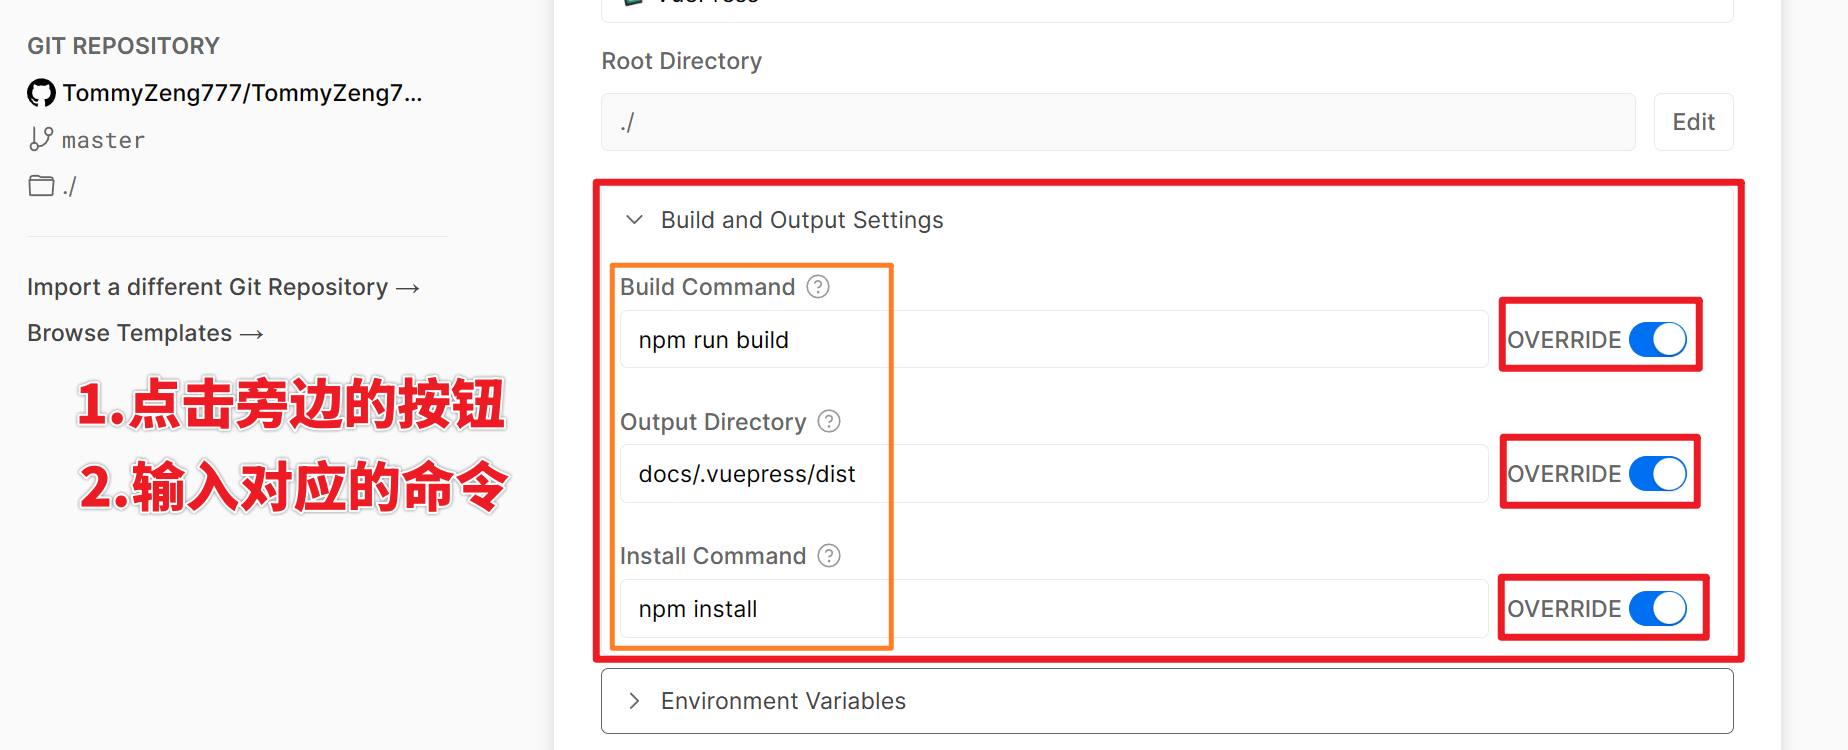 GIT REPOSITORY
TommyZeng777/TommyZeng7...
master
./
Import a different Git Repository →
Browse Templates →
1.点击旁边的按钮
2.输入对应的命令
Root Directory
./
Edit
Build and Output Settings
Build Command ?
npm run build
OVERRIDE
Output Directory ?
docs/.vuepress/dist
OVERRIDE
Install Command ?
npm install
OVERRIDE
Environment Variables